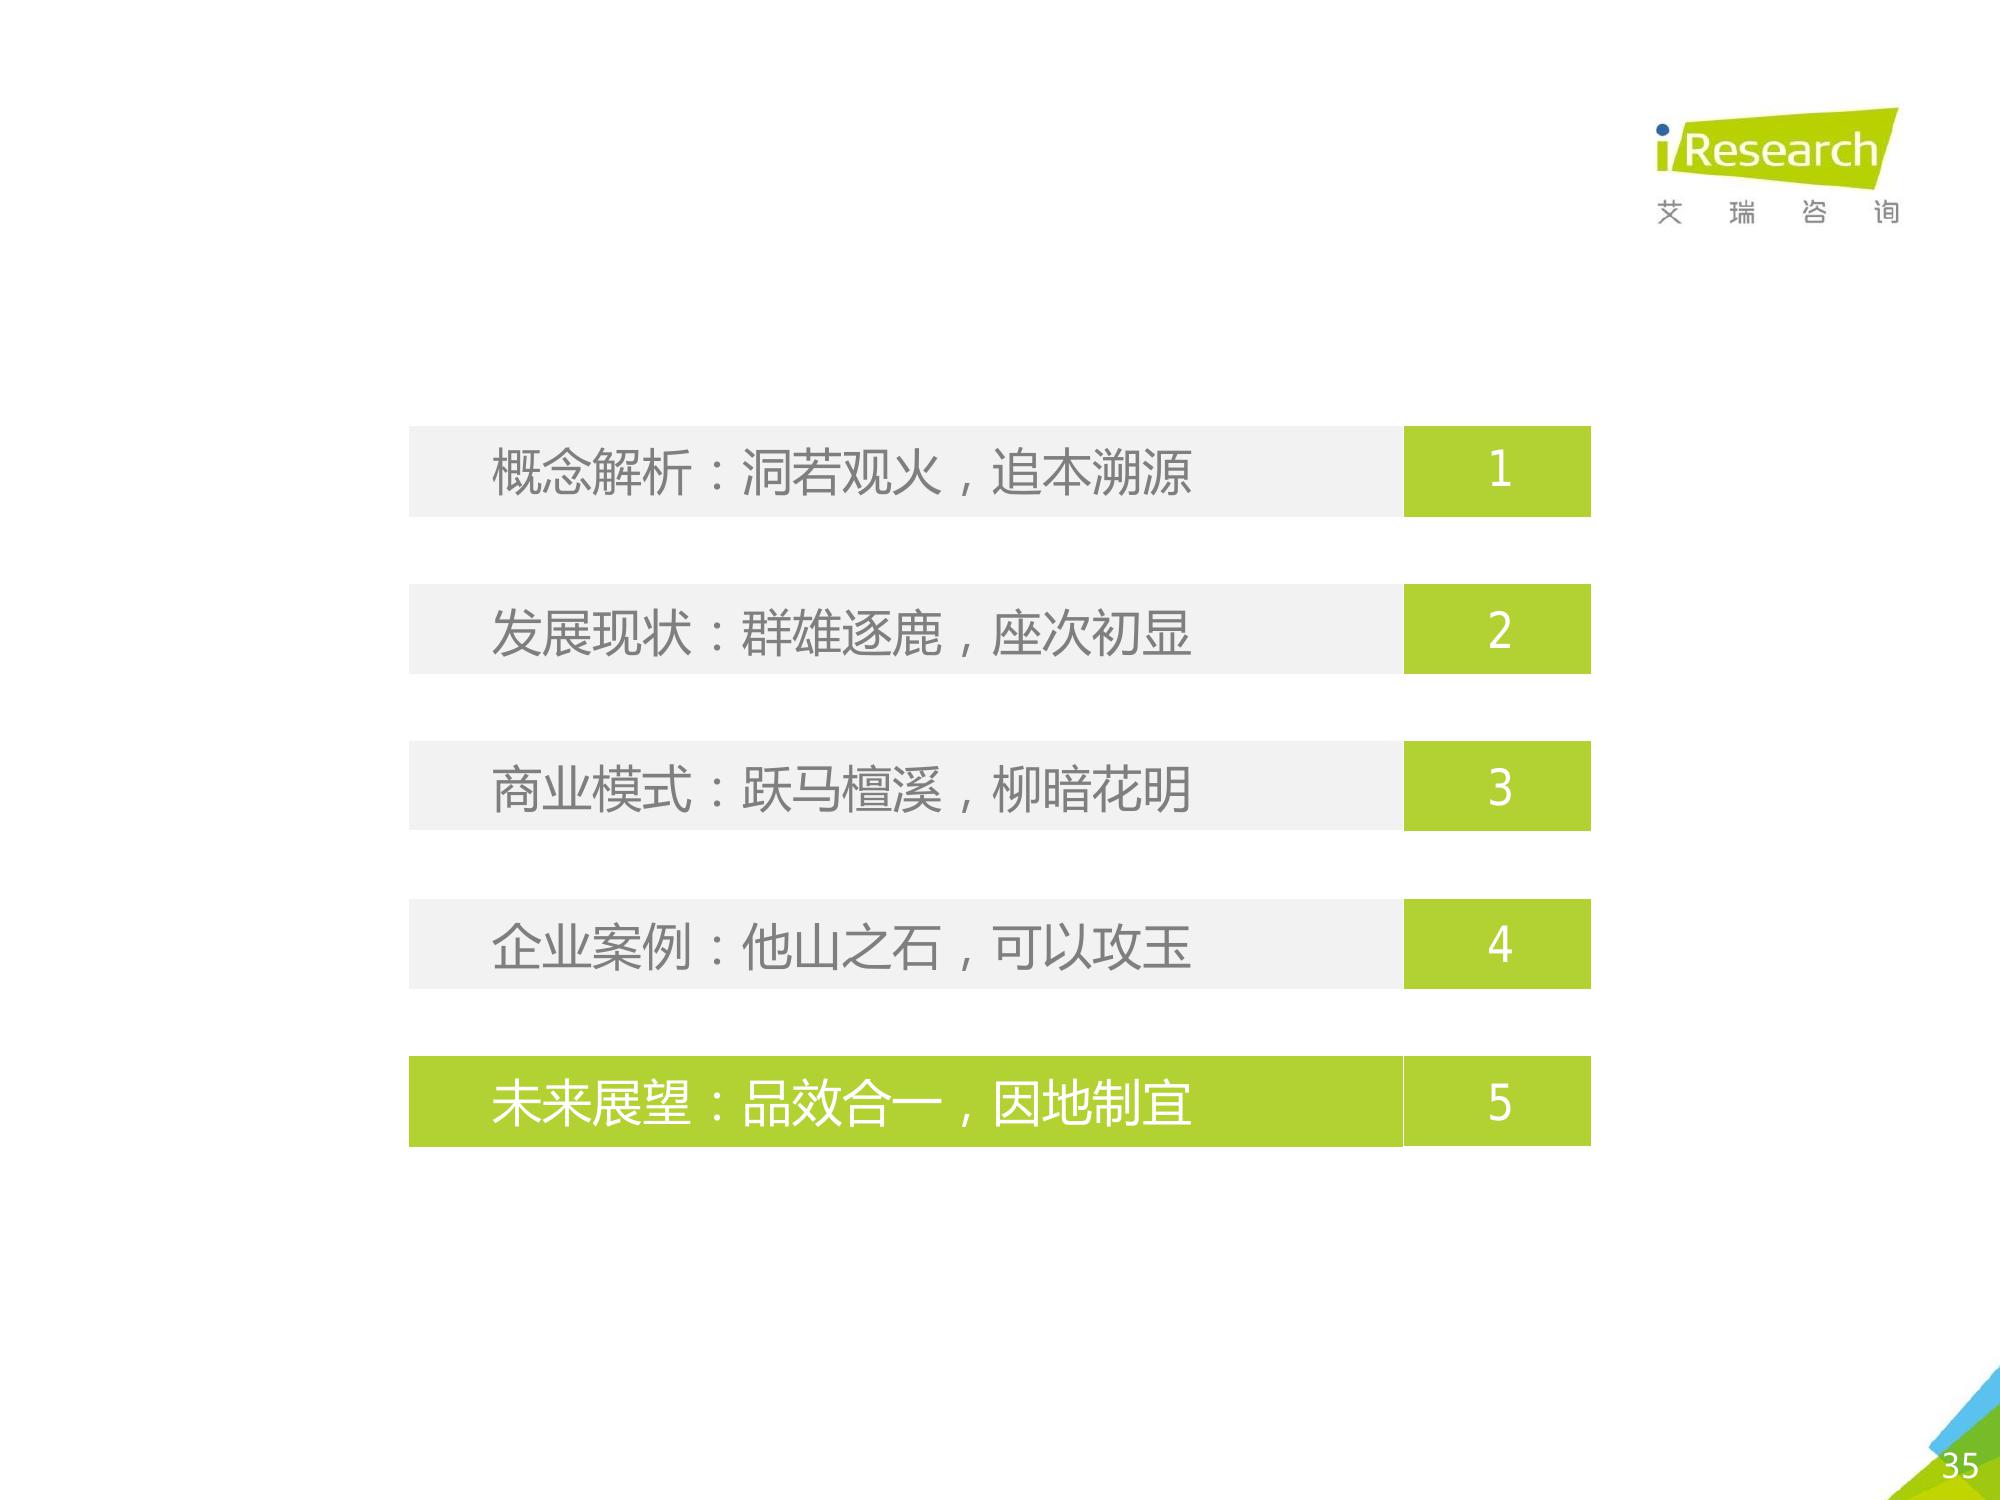 iResearch
艾瑞咨询
概念解析：洞若观火，追本溯源 1
发展现状：群雄逐鹿，座次初显 2
商业模式：跃马檀溪，柳暗花明 3
企业案例：他山之石，可以攻玉 4
未来展望：品效合一，因地制宜 5
35